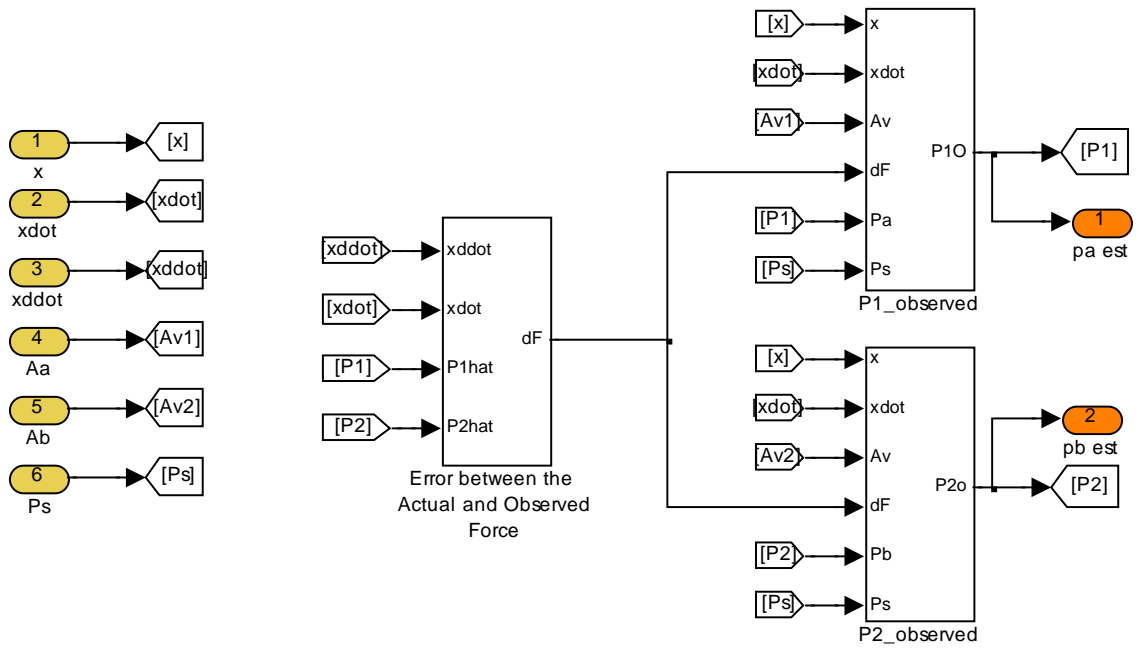 1
x
[x]
2
xdot
[xdot]
3
xddot
[xddot]
4
Aa
[Av1]
5
Ab
[Av2]
6
Ps
[Ps]
[xddot]
[xdot]
[P1]
[P2]
xddot
xdot
P1hat
P2hat
dF
Error between the
Actual and Observed
Force
[x]
[xdot]
[Av1]
[P1]
[Ps]
x
xdot
Av
dF
Pa
Ps
P1O
P1_observed
[P1]
1
pa est
[x]
[xdot]
[Av2]
[P2]
[Ps]
x
xdot
Av
dF
Pb
Ps
P2o
P2_observed
2
pb est
[P2]